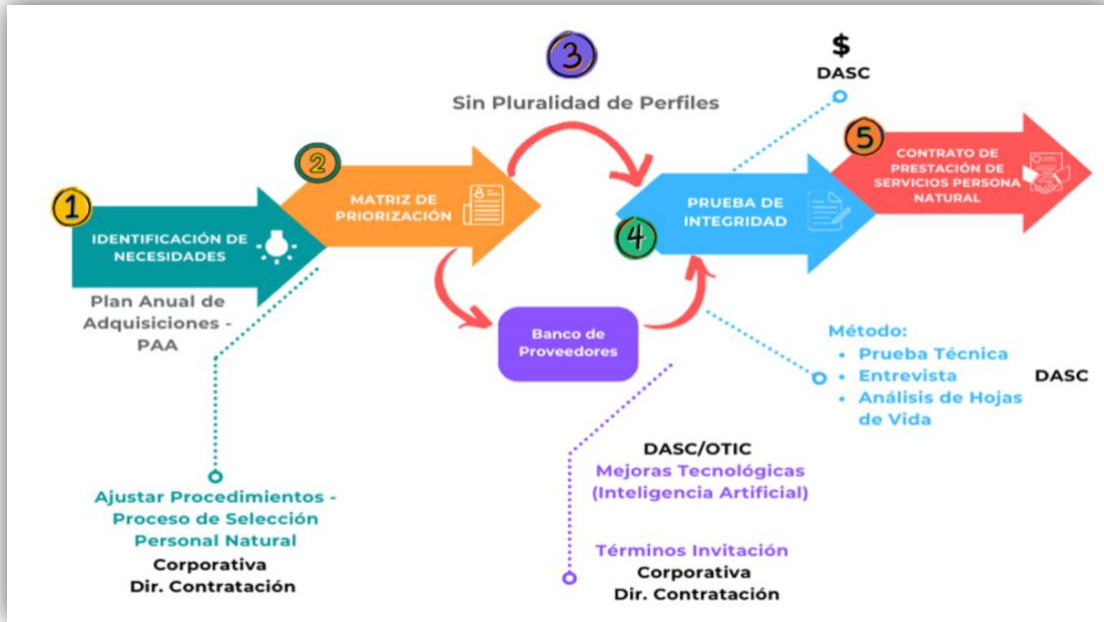 1
IDENTIFICACIÓN DE
NECESIDADES
Plan Anual de
Adquisiciones -
PAA
2
MATRIZ DE
PRIORIZACIÓN
3
Sin Pluralidad de Perfiles
Banco de
Proveedores
4
PRUEBA DE
INTEGRIDAD
$
DASC
5
CONTRATO DE
PRESTACIÓN DE
SERVICIOS PERSONA
NATURAL
Método:
• Prueba Técnica
• Entrevista
• Análisis de Hojas
de Vida
DASC
DASC/OTIC
Mejoras Tecnológicas
(Inteligencia Artificial)
Términos Invitación
Corporativa
Dir. Contratación
Ajustar Procedimientos -
Proceso de Selección
Personal Natural
Corporativa
Dir. Contratación